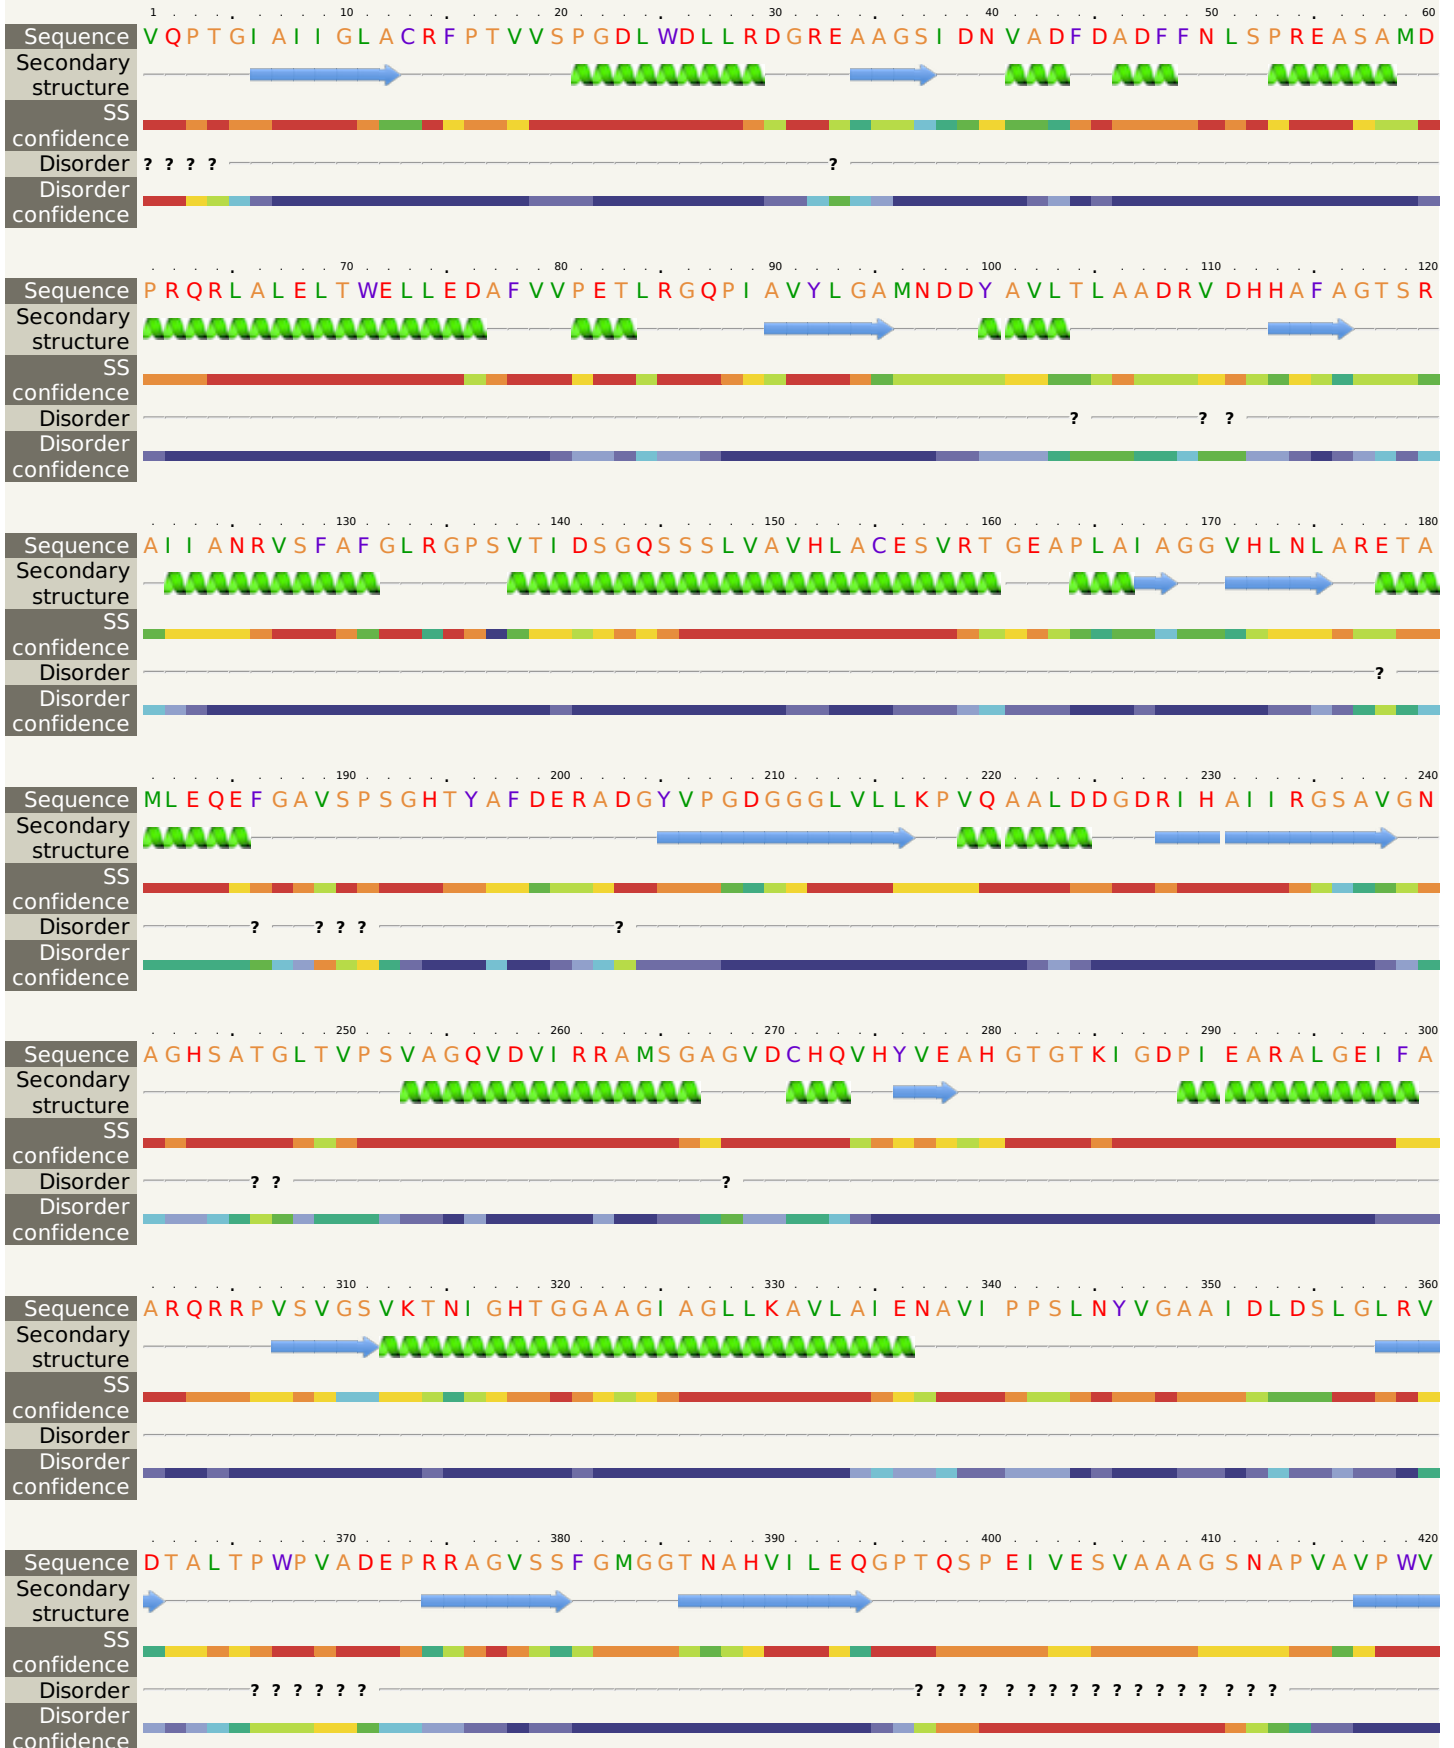 1 . . . . . . . 10 . . . . . . . . 20 . . . . . . . . 30 . . . . . . . . 40 . . . . . . . . 50 . . . . . . . . 60
Sequence VQPTGIAIIGLACRFPTVVSPGDLWDLLRDGREAAGSIDNVADFDADFFNLSPREASAMD
Secondary
structure
SS
confidence
Disorder ? ? ? ? ?
Disorder
confidence
. . . . . . . . 70 . . . . . . . . 80 . . . . . . . . 90 . . . . . . . . 100 . . . . . . . . 110 . . . . . . . . 120
Sequence PRQRLALELTWELLEDAFVVPETLRGQPIAVYLGAMNDDYAVLTLAADRVDHHAFAGTSR
Secondary
structure
SS
confidence
Disorder ? ? ?
Disorder
confidence
. . . . . . . . 130 . . . . . . . . 140 . . . . . . . . 150 . . . . . . . . 160 . . . . . . . . 170 . . . . . . . . 180
Sequence AIIANRVSFAFGLRGPSVTIDSGQSSSLVAVHLACESVRTGEAPLAIAGGVHLNLARETA
Secondary
structure
SS
confidence
Disorder ?
Disorder
confidence
. . . . . . . . 190 . . . . . . . . 200 . . . . . . . . 210 . . . . . . . . 220 . . . . . . . . 230 . . . . . . . . 240
Sequence MLEQEFGAVSPSGHTYAFDERADGYVPGDGGGLVLLKPVQAALDDGDRIHAIIRGSAVGN
Secondary
structure
SS
confidence
Disorder ? ? ? ? ?
Disorder
confidence
. . . . . . . . 250 . . . . . . . . 260 . . . . . . . . 270 . . . . . . . . 280 . . . . . . . . 290 . . . . . . . . 300
Sequence AGHSATGLTVPSVAGQVDVIRRAMSGAGVDCHQVHYVEAHGTGTKIGDPIEARALGEIFA
Secondary
structure
SS
confidence
Disorder ? ? ?
Disorder
confidence
. . . . . . . . 310 . . . . . . . . 320 . . . . . . . . 330 . . . . . . . . 340 . . . . . . . . 350 . . . . . . . . 360
Sequence ARQRRPVSVGSVKTNIGHTGGAAGIAGLLKAVLAIENAVIPPSLNYVGAAIDLDSLGLRV
Secondary
structure
SS
confidence
Disorder
Disorder
confidence
. . . . . . . . 370 . . . . . . . . 380 . . . . . . . . 390 . . . . . . . . 400 . . . . . . . . 410 . . . . . . . . 420
Sequence DTALTPWPVADEPRRAGVSSFGMGGTNAHVILEQGPTQSPEIVESVAAAGSNAPVAVPWV
Secondary
structure
SS
confidence
Disorder ? ? ? ? ? ? ? ? ? ? ? ? ? ? ? ? ? ? ? ? ? ? ?
Disorder
confidence